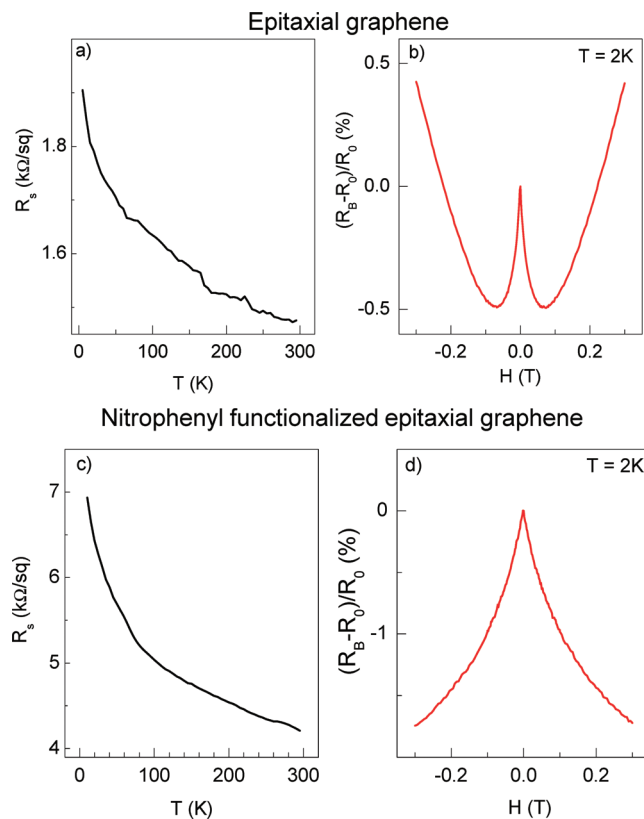 Epitaxial graphene
a)
1.8
1.6
R_s (kΩ/sq)
0 100 200 300
T (K)
b)
T = 2K
0.5
0.0
-0.5
(R_B-R_0)/R_0 (%)
-0.2 0.0 0.2
H (T)
Nitrophenyl functionalized epitaxial graphene
c)
7
6
5
4
R_s (kΩ/sq)
0 100 200 300
T (K)
d)
T = 2K
0
-1
(R_B-R_0)/R_0 (%)
-0.2 0.0 0.2
H (T)